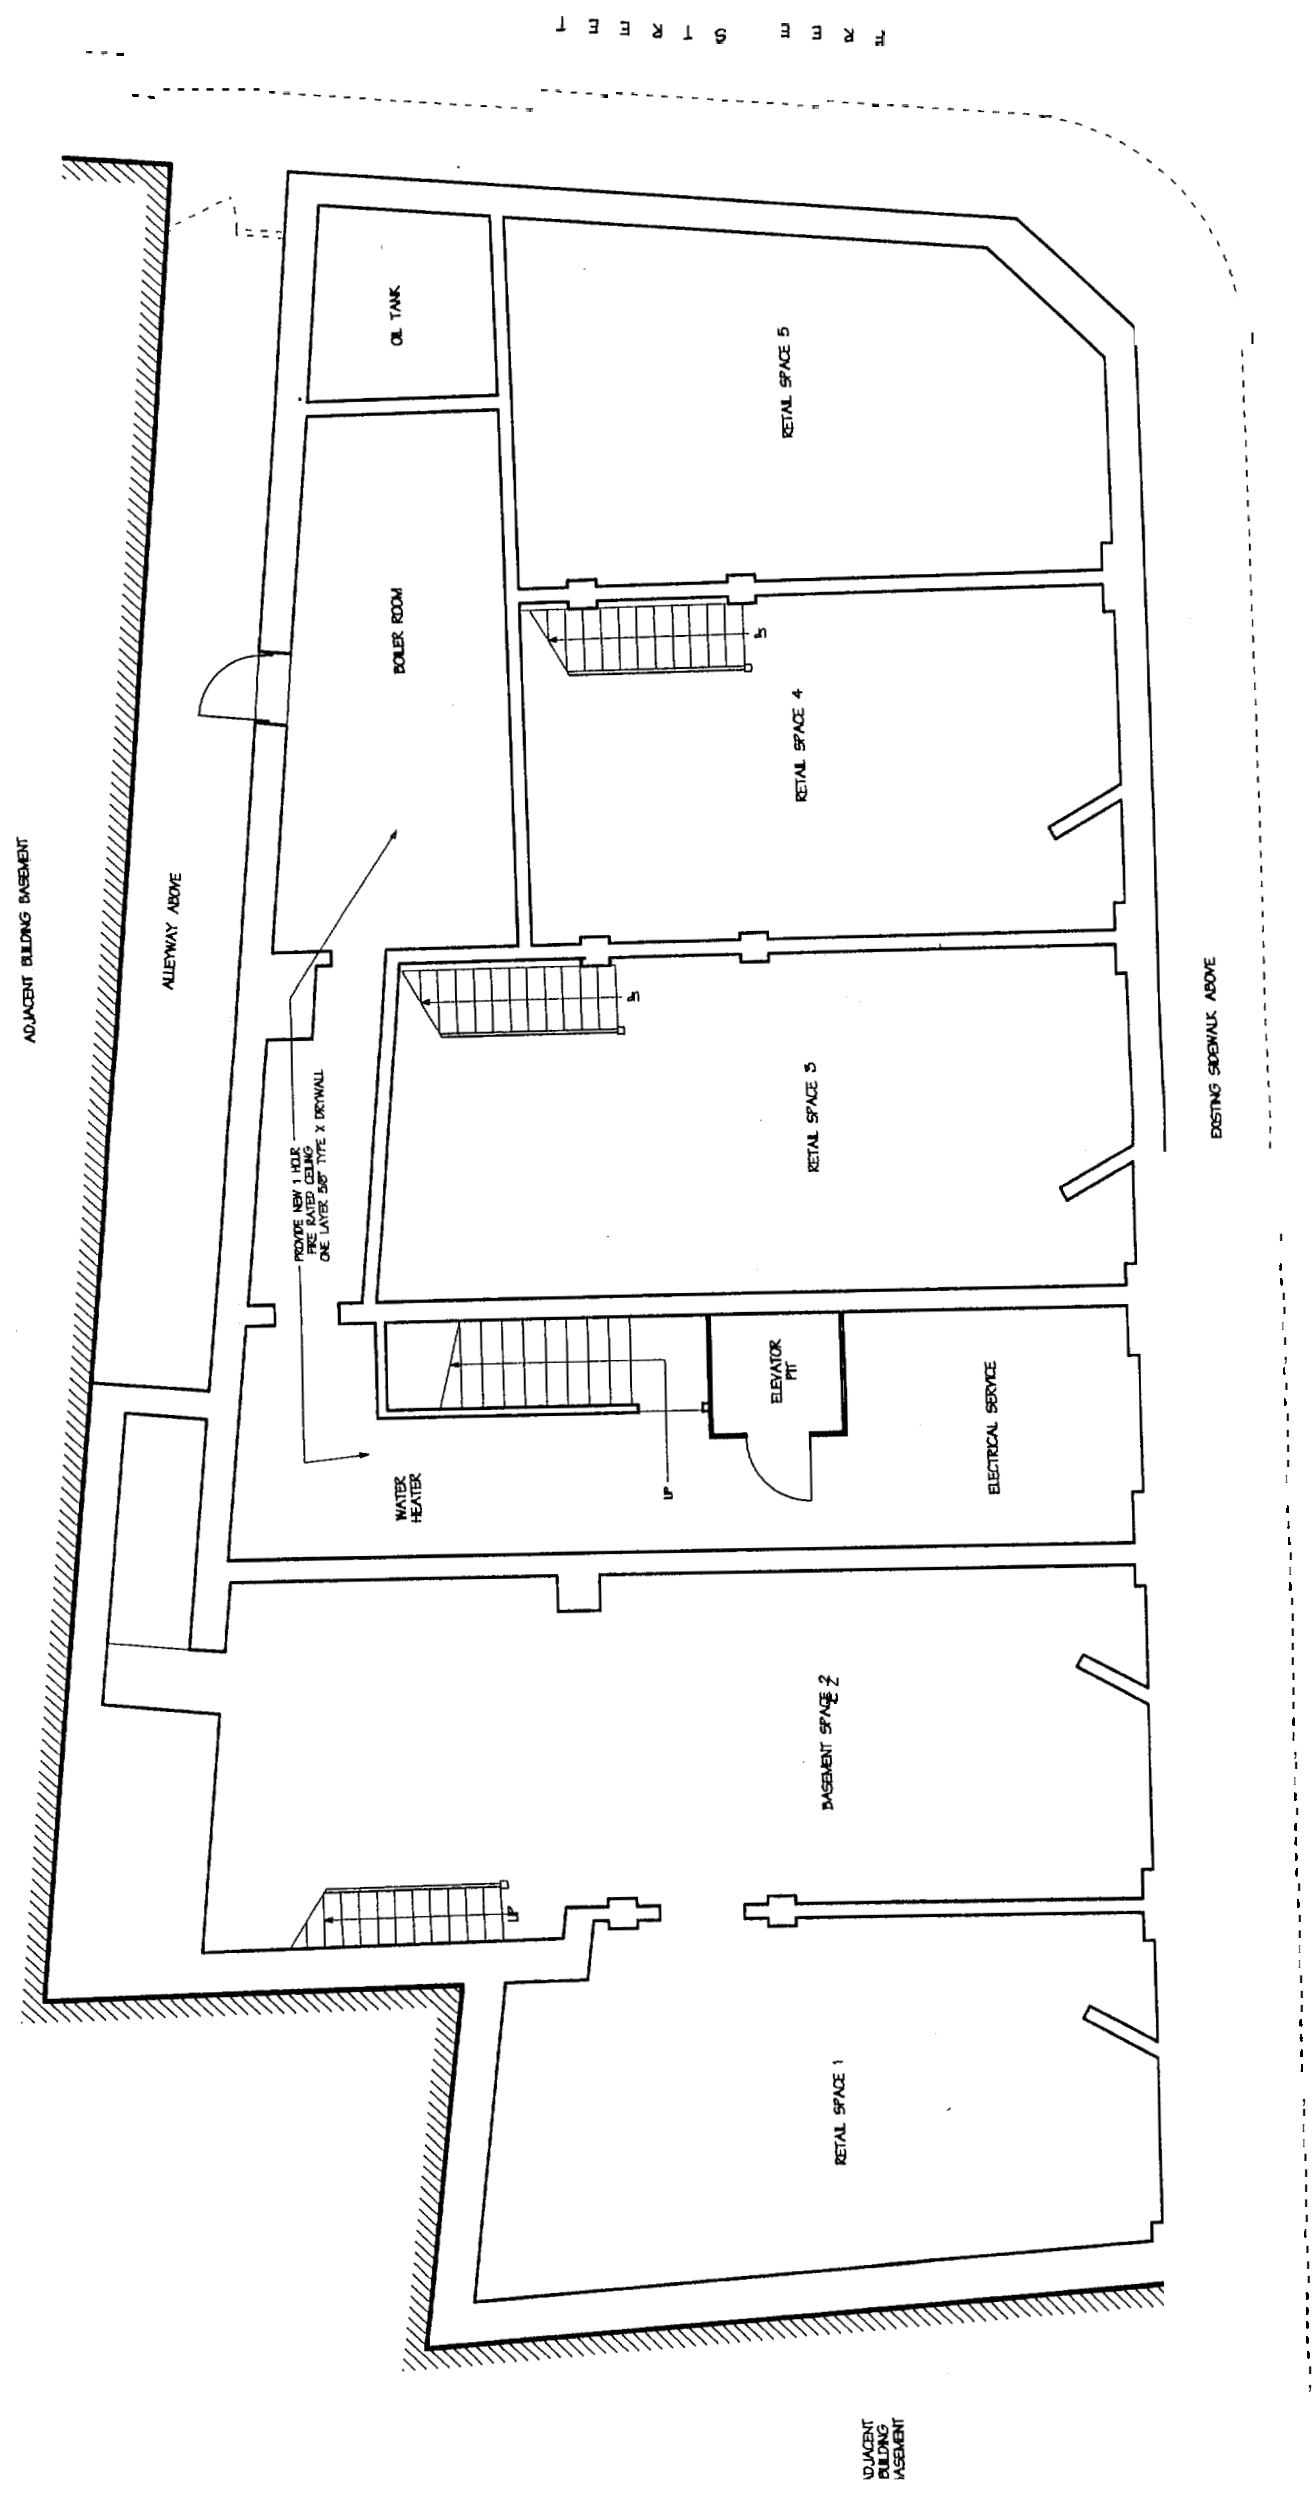 FREE STREET
ADJACENT BUILDING BASEMENT
ALLEYWAY ABOVE
OIL TANK
BOILER ROOM
RETAIL SPACE 5
UP
RETAIL SPACE 4
UP
RETAIL SPACE 3
EXISTING SIDEWALK ABOVE
PROVIDE NEW 1 HOUR
FIRE RATED CEILING
ONE LAYER 5/8" TYPE X DRYWALL
ELEVATOR
PIT
ELECTRICAL SERVICE
WATER
HEATER
UP
BASEMENT SPACE 2
UP
RETAIL SPACE 1
ADJACENT
BUILDING
BASEMENT